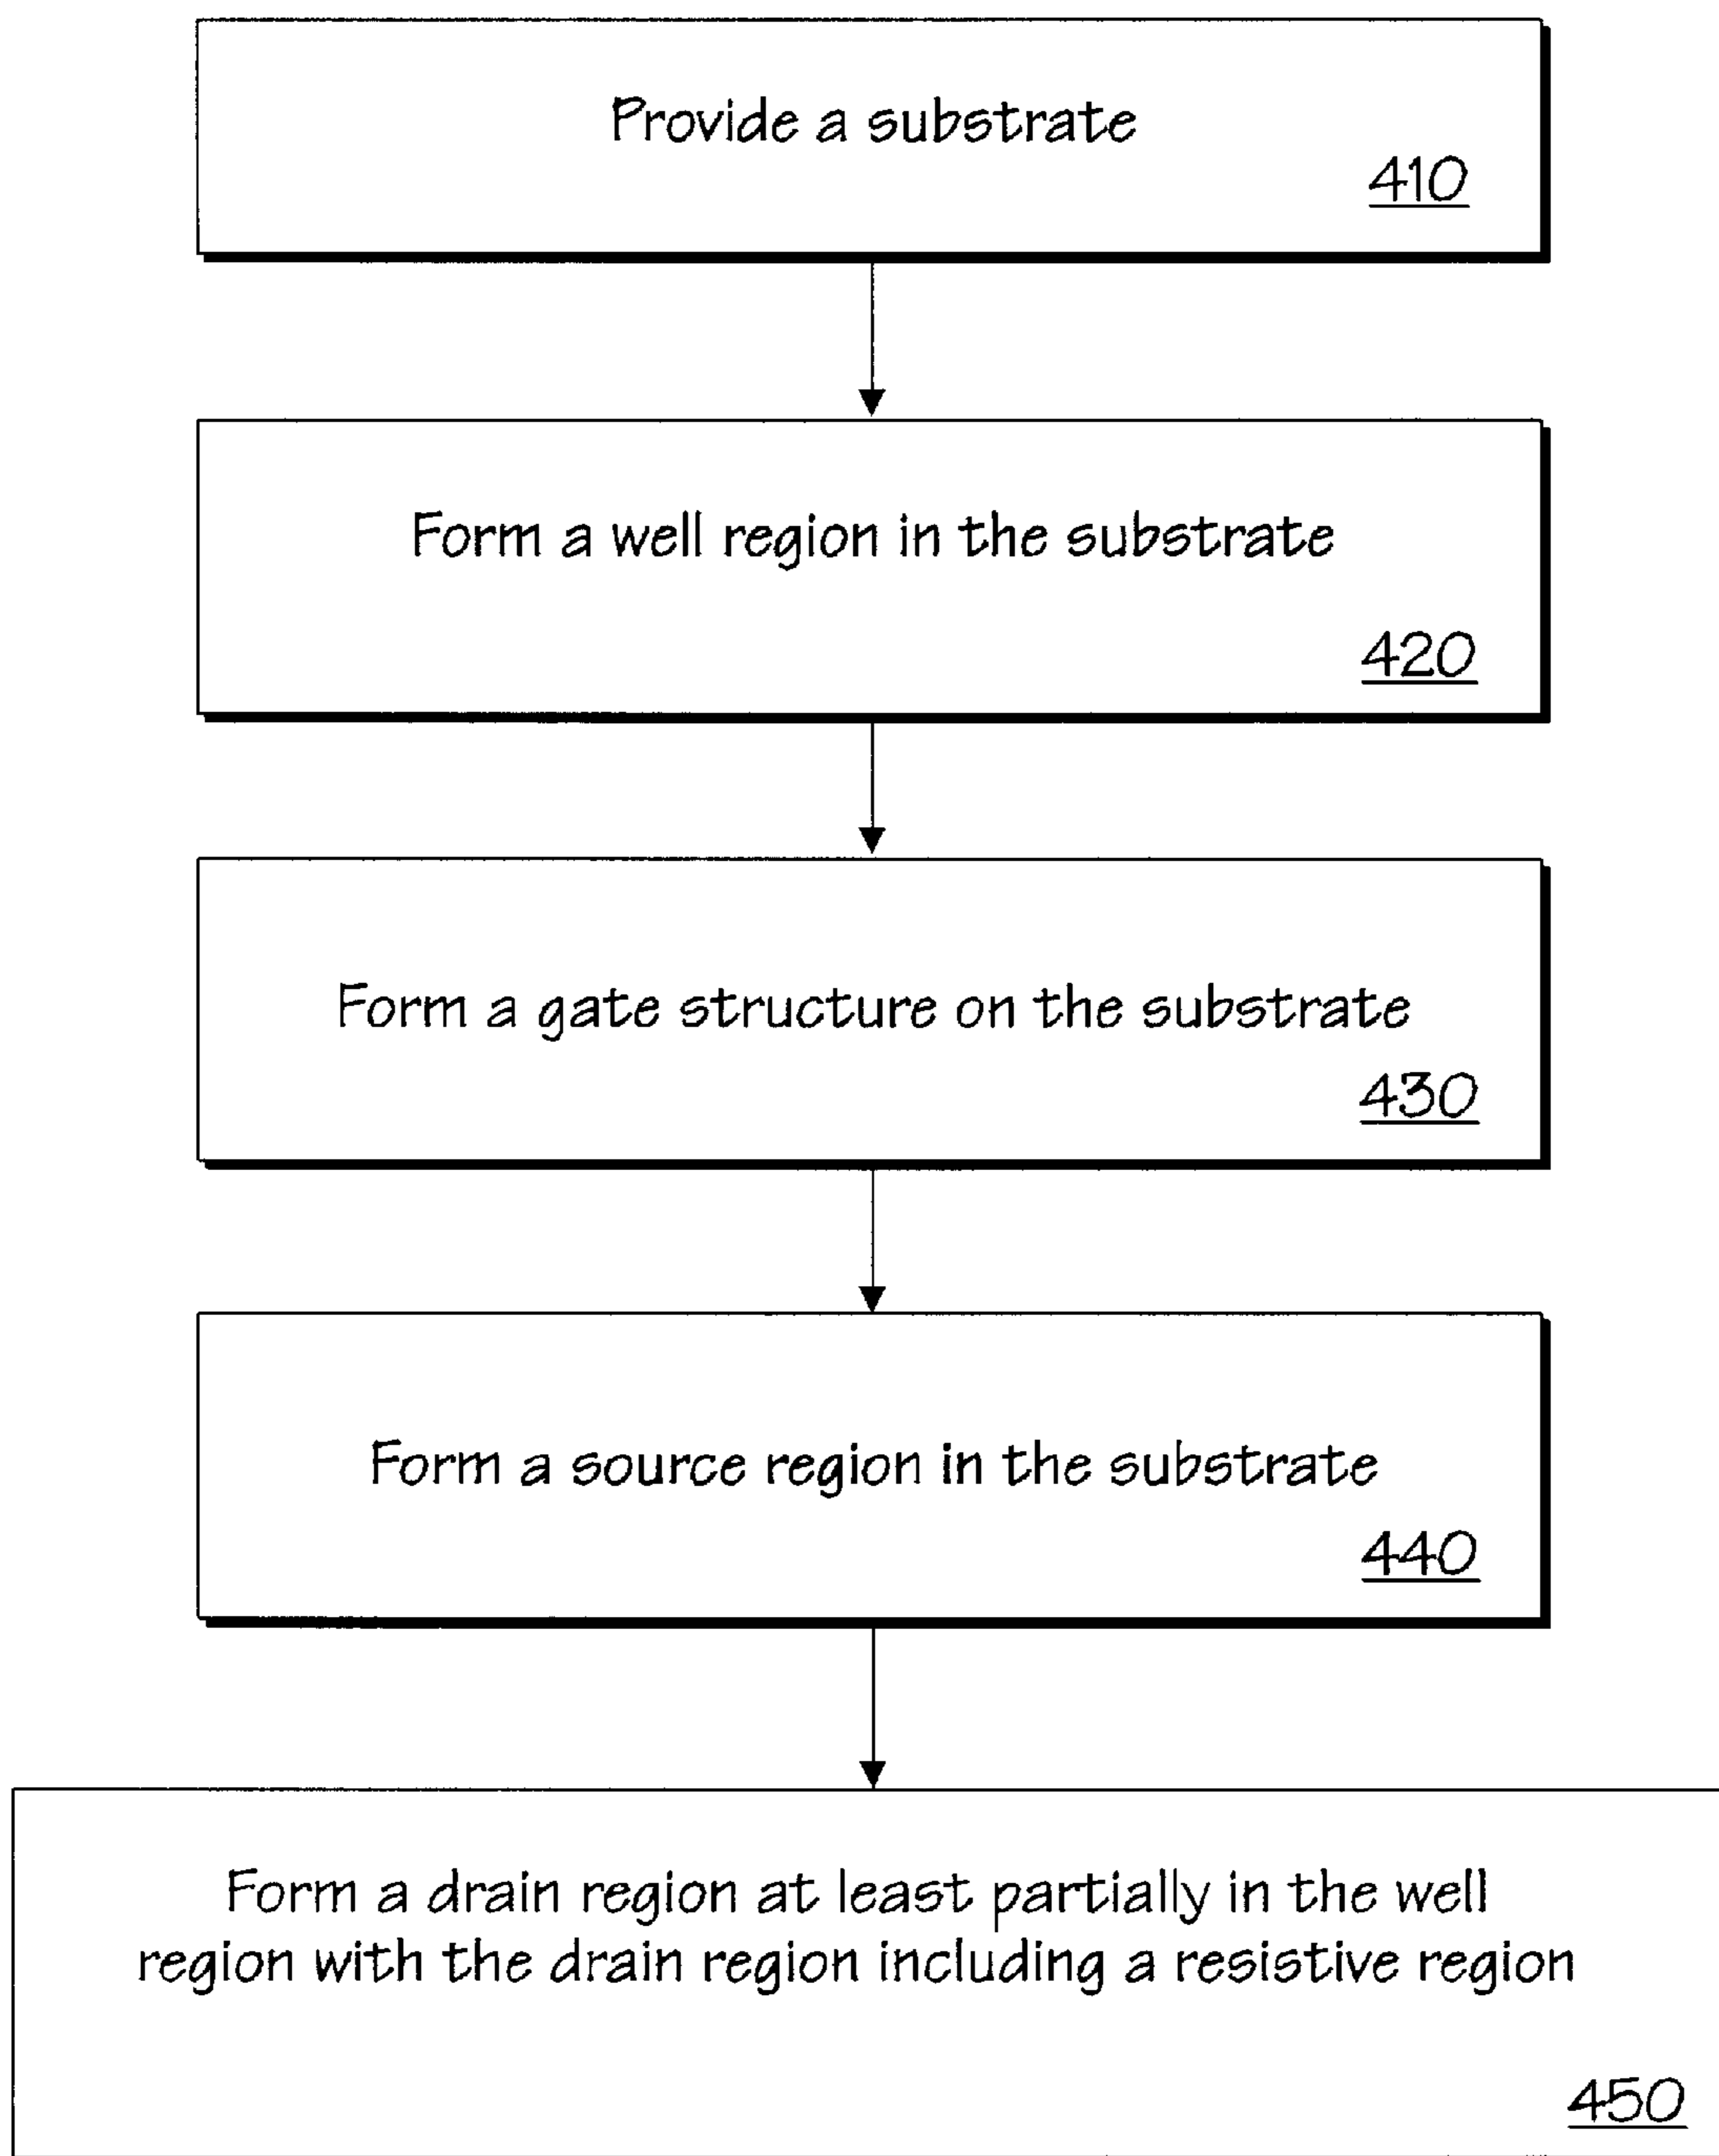 Provide a substrate
410
Form a well region in the substrate
420
Form a gate structure on the substrate
430
Form a source region in the substrate
440
Form a drain region at least partially in the well
region with the drain region including a resistive region
450